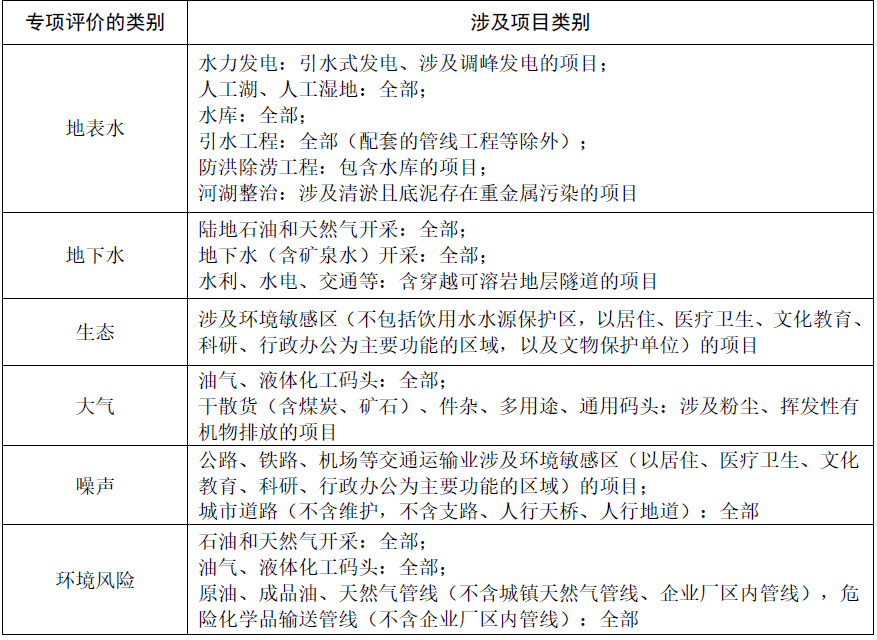 专项评价的类别 涉及项目类别
地表水
水力发电：引水式发电、涉及调峰发电的项目；
人工湖、人工湿地：全部；
水库：全部；
引水工程：全部（配套的管线工程等除外）；
防洪除涝工程：包含水库的项目；
河湖整治：涉及清淤且底泥存在重金属污染的项目
地下水
陆地石油和天然气开采：全部；
地下水（含矿泉水）开采：全部；
水利、水电、交通等：含穿越可溶岩地层隧道的项目
生态
涉及环境敏感区（不包括饮用水水源保护区，以居住、医疗卫生、文化教育、
科研、行政办公为主要功能的区域，以及文物保护单位）的项目
大气
油气、液体化工码头：全部；
干散货（含煤炭、矿石）、件杂、多用途、通用码头：涉及粉尘、挥发性有
机物排放的项目
噪声
公路、铁路、机场等交通运输业涉及环境敏感区（以居住、医疗卫生、文化
教育、科研、行政办公为主要功能的区域）的项目；
城市道路（不含维护，不含支路、人行天桥、人行地道）：全部
环境风险
石油和天然气开采：全部；
油气、液体化工码头：全部；
原油、成品油、天然气管线（不含城镇天然气管线、企业厂区内管线），危
险化学品输送管线（不含企业厂区内管线）：全部